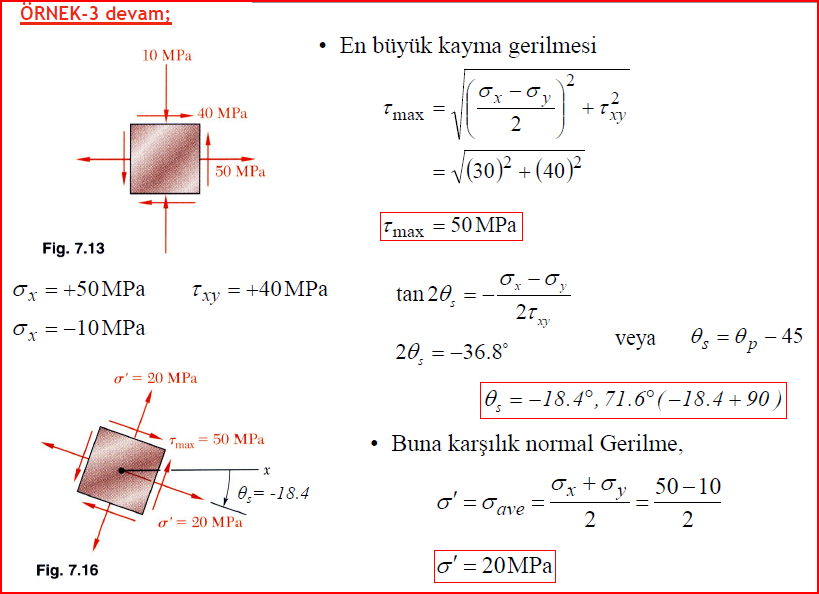 ÖRNEK-3 devam;
10 MPa
40 MPa
50 MPa
Fig. 7.13
σx = +50 MPa    τxy = +40 MPa
σx = −10 MPa
σ′ = 20 MPa
τmax = 50 MPa
x
θs= -18.4
σ′ = 20 MPa
Fig. 7.16
• En büyük kayma gerilmesi
τmax = √(((σx − σy)/2)² + τxy²)
= √((30)² + (40)²)
τmax = 50 MPa
tan 2θs = −(σx − σy)/(2τxy)
2θs = −36.8°
veya    θs = θp − 45
θs = −18.4°, 71.6° (−18.4 + 90 )
• Buna karşılık normal Gerilme,
σ′ = σave = (σx + σy)/2 = (50 − 10)/2
σ′ = 20 MPa